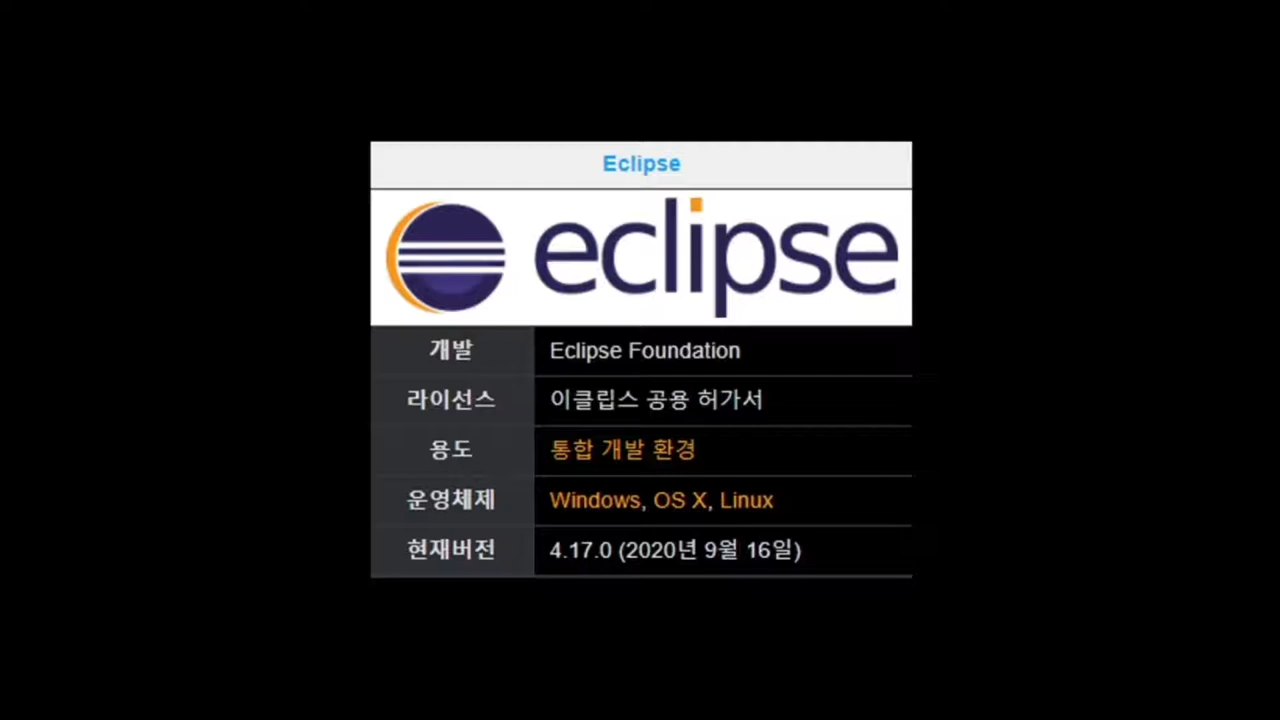 Eclipse
eclipse
개발 Eclipse Foundation
라이선스 이클립스 공용 허가서
용도 통합 개발 환경
운영체제 Windows, OS X, Linux
현재버전 4.17.0 (2020년 9월 16일)